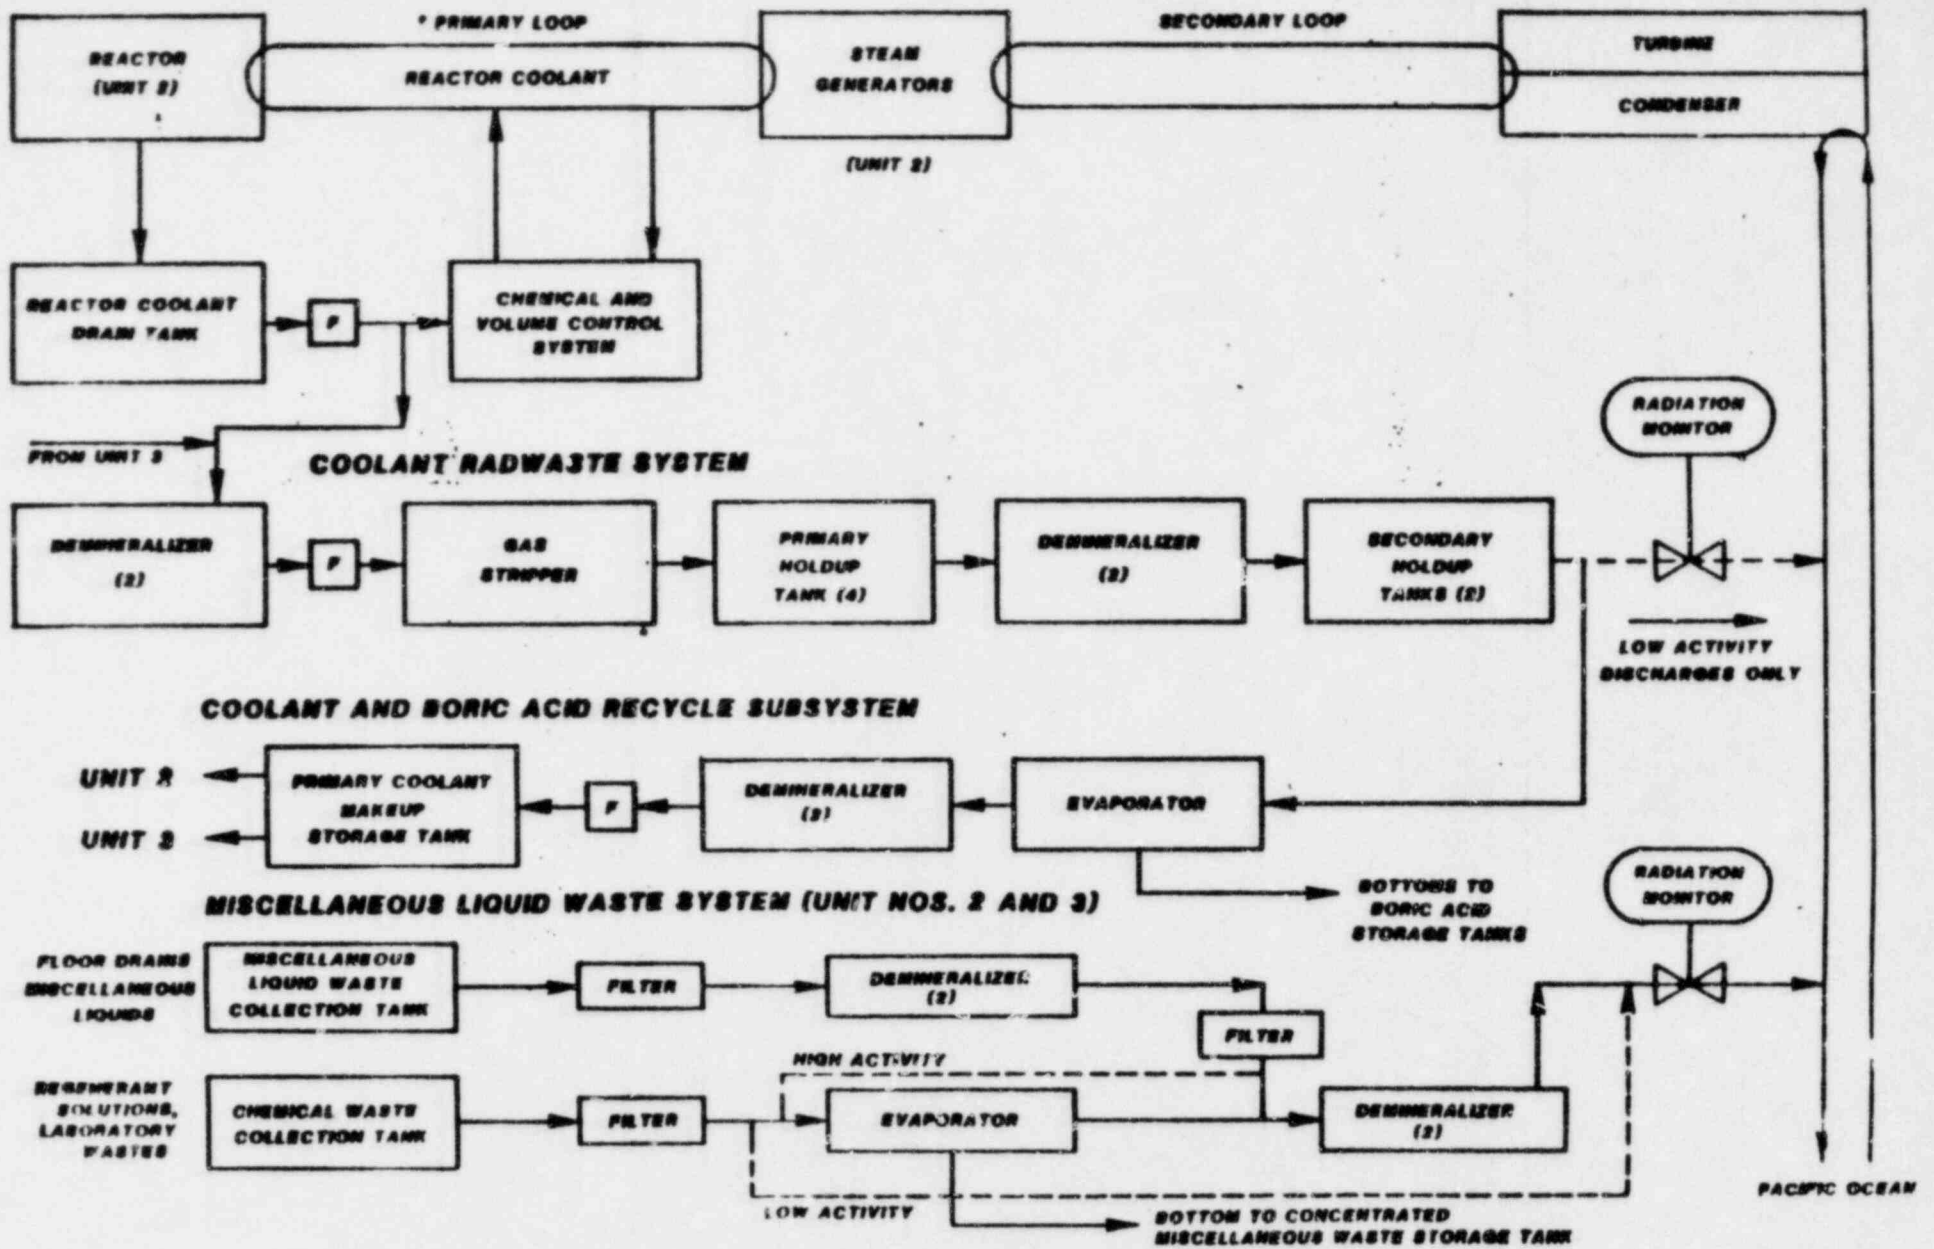 * PRIMARY LOOP
SECONDARY LOOP
REACTOR
(UNIT 2)
REACTOR COOLANT
STEAM
GENERATORS
(UNIT 2)
TURBINE
CONDENSER
REACTOR COOLANT
DRAIN TANK
F
CHEMICAL AND
VOLUME CONTROL
SYSTEM
RADIATION
MONITOR
FROM UNIT 3
COOLANT RADWASTE SYSTEM
DEMINERALIZER
(2)
F
GAS
STRIPPER
PRIMARY
HOLDUP
TANK (4)
DEMINERALIZER
(2)
SECONDARY
HOLDUP
TANKS (2)
LOW ACTIVITY
DISCHARGES ONLY
COOLANT AND BORIC ACID RECYCLE SUBSYSTEM
UNIT 2
UNIT 3
PRIMARY COOLANT
MAKEUP
STORAGE TANK
F
DEMINERALIZER
(2)
EVAPORATOR
BOTTOMS TO
BORIC ACID
STORAGE TANKS
RADIATION
MONITOR
MISCELLANEOUS LIQUID WASTE SYSTEM (UNIT NOS. 2 AND 3)
FLOOR DRAINS
MISCELLANEOUS
LIQUIDS
MISCELLANEOUS
LIQUID WASTE
COLLECTION TANK
FILTER
DEMINERALIZER
(2)
FILTER
HIGH ACTIVITY
REGENERANT
SOLUTIONS,
LABORATORY
WASTES
CHEMICAL WASTE
COLLECTION TANK
FILTER
EVAPORATOR
DEMINERALIZER
(2)
LOW ACTIVITY
BOTTOM TO CONCENTRATED
MISCELLANEOUS WASTE STORAGE TANK
PACIFIC OCEAN